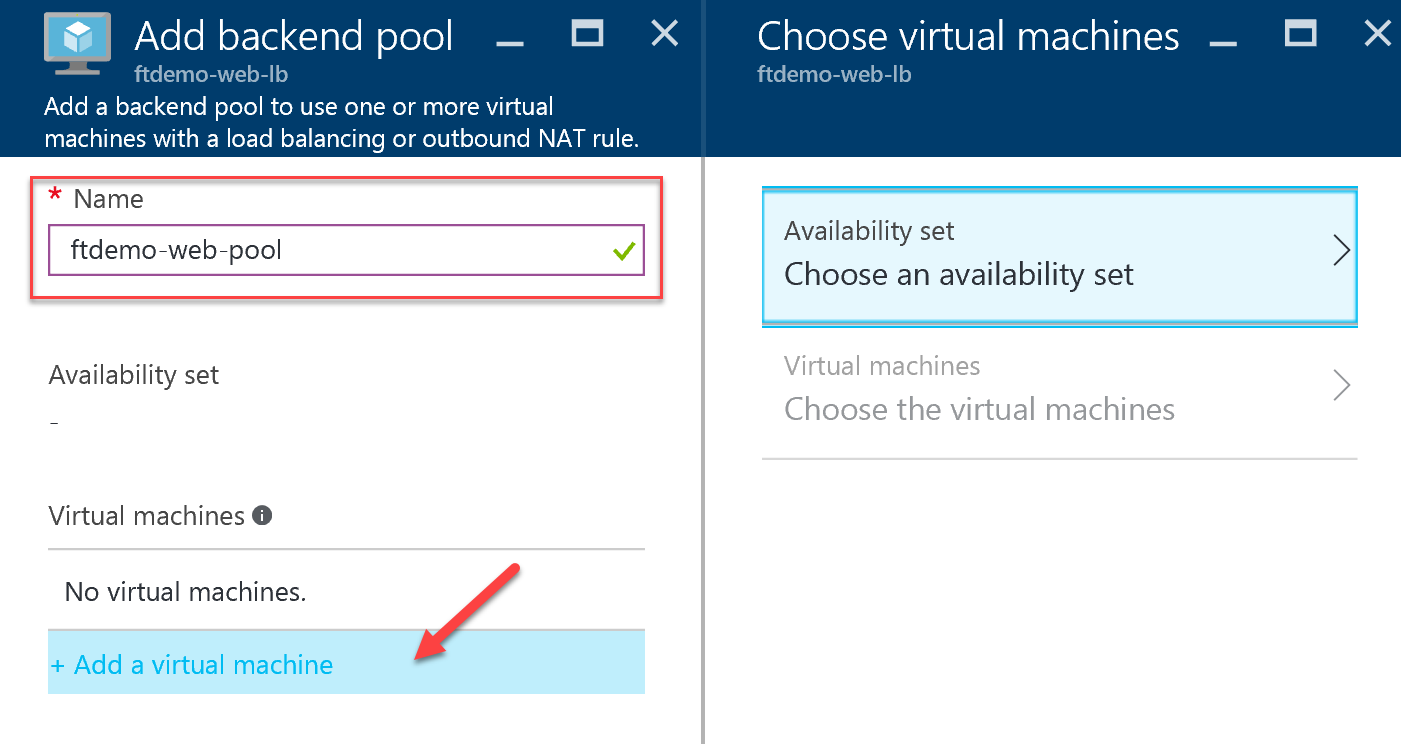 Add backend pool
ftdemo-web-lb
Add a backend pool to use one or more virtual
machines with a load balancing or outbound NAT rule.
* Name
ftdemo-web-pool
Availability set
-
Virtual machines
No virtual machines.
+ Add a virtual machine
Choose virtual machines
ftdemo-web-lb
Availability set
Choose an availability set
Virtual machines
Choose the virtual machines